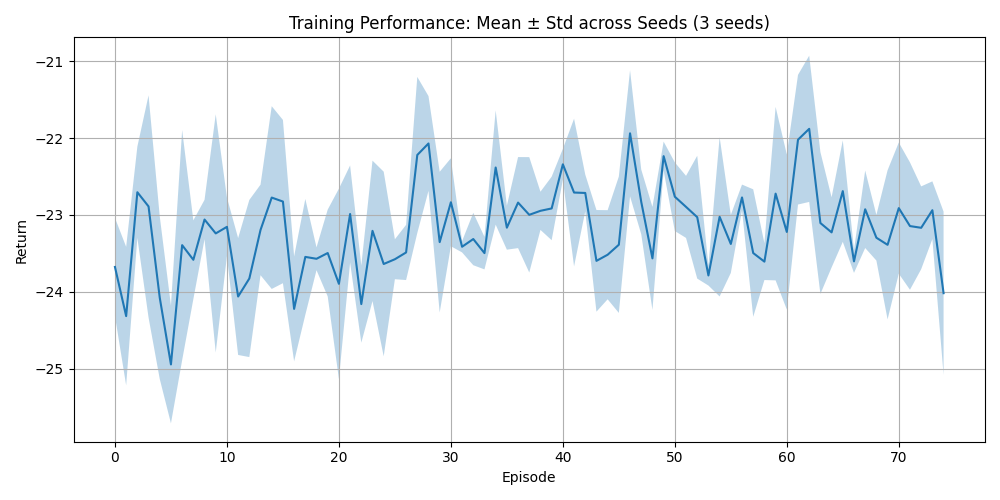 Training Performance: Mean ± Std across Seeds (3 seeds)
−21
−22
−23
−24
−25
Return
0 10 20 30 40 50 60 70
Episode